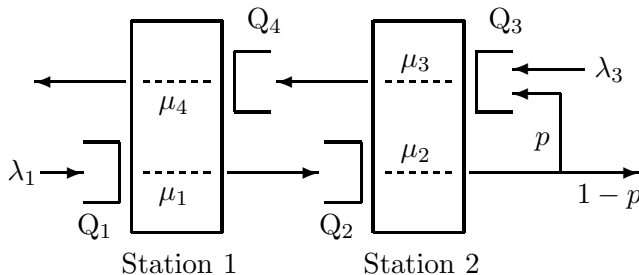 Q₄
Q₃
μ₄
μ₃
λ₃
λ₁
μ₁
μ₂
p
Q₁
Q₂
1 − p
Station 1
Station 2